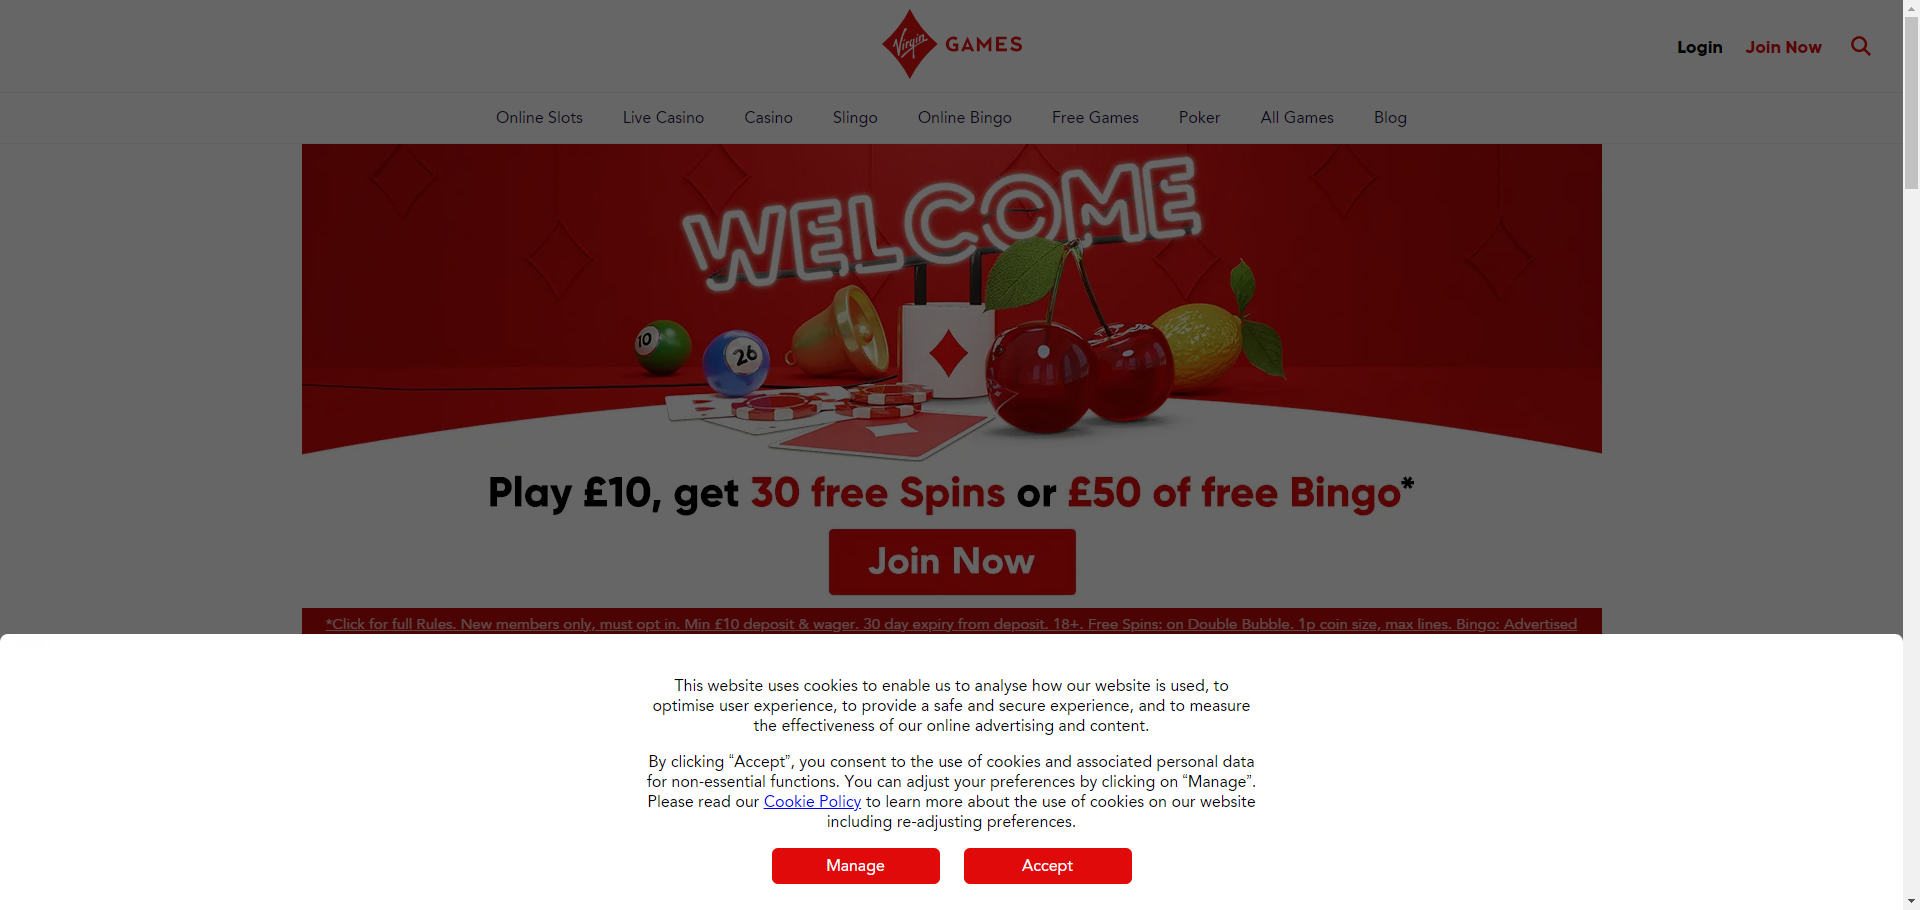 Virgin GAMES
Login
Join Now
Online Slots
Live Casino
Casino
Slingo
Online Bingo
Free Games
Poker
All Games
Blog
WELCOME
10
26
Play £10, get 30 free Spins or £50 of free Bingo*
Join Now
*Click for full Rules. New members only, must opt in. Min £10 deposit & wager. 30 day expiry from deposit. 18+. Free Spins: on Double Bubble. 1p coin size, max lines. Bingo: Advertised
This website uses cookies to enable us to analyse how our website is used, to
optimise user experience, to provide a safe and secure experience, and to measure
the effectiveness of our online advertising and content.
By clicking “Accept”, you consent to the use of cookies and associated personal data
for non-essential functions. You can adjust your preferences by clicking on “Manage”.
Please read our Cookie Policy to learn more about the use of cookies on our website
including re-adjusting preferences.
Manage
Accept